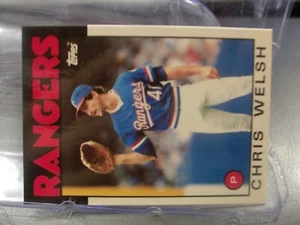 RANGERS
Topps
Rangers
41
P
CHRIS WELSH